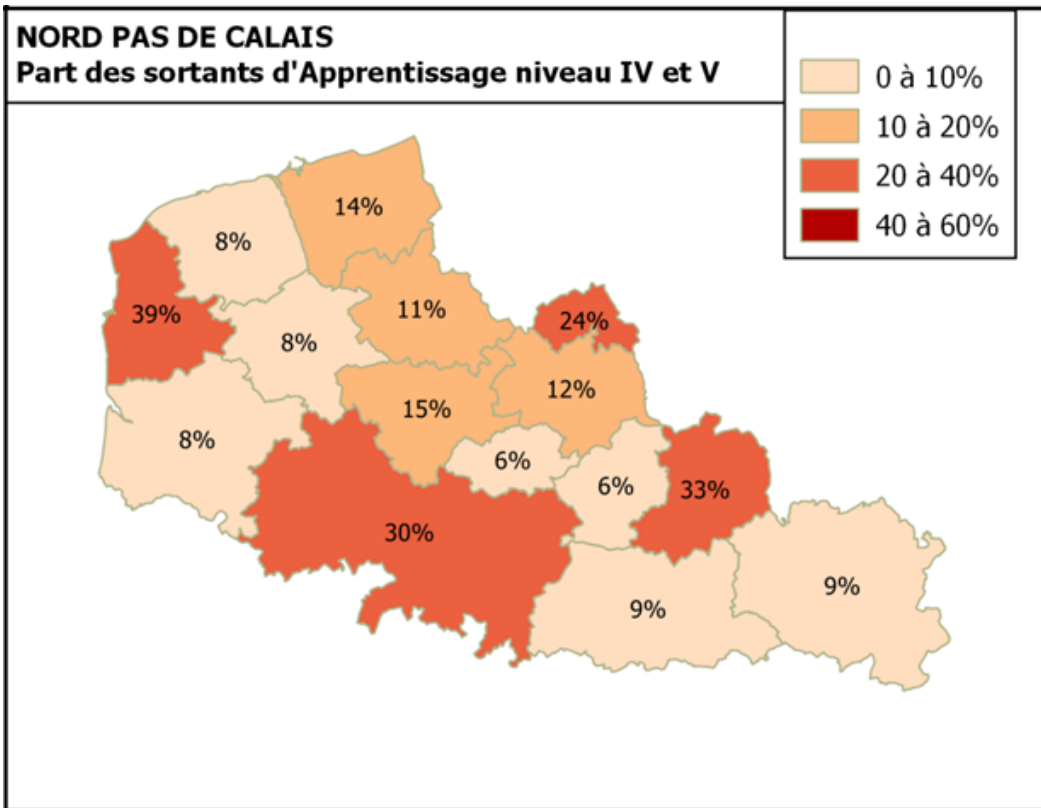 NORD PAS DE CALAIS
Part des sortants d'Apprentissage niveau IV et V
0 à 10%
10 à 20%
20 à 40%
40 à 60%
14%
8%
39%
11%
24%
8%
12%
15%
8%
6%
6%
33%
30%
9%
9%